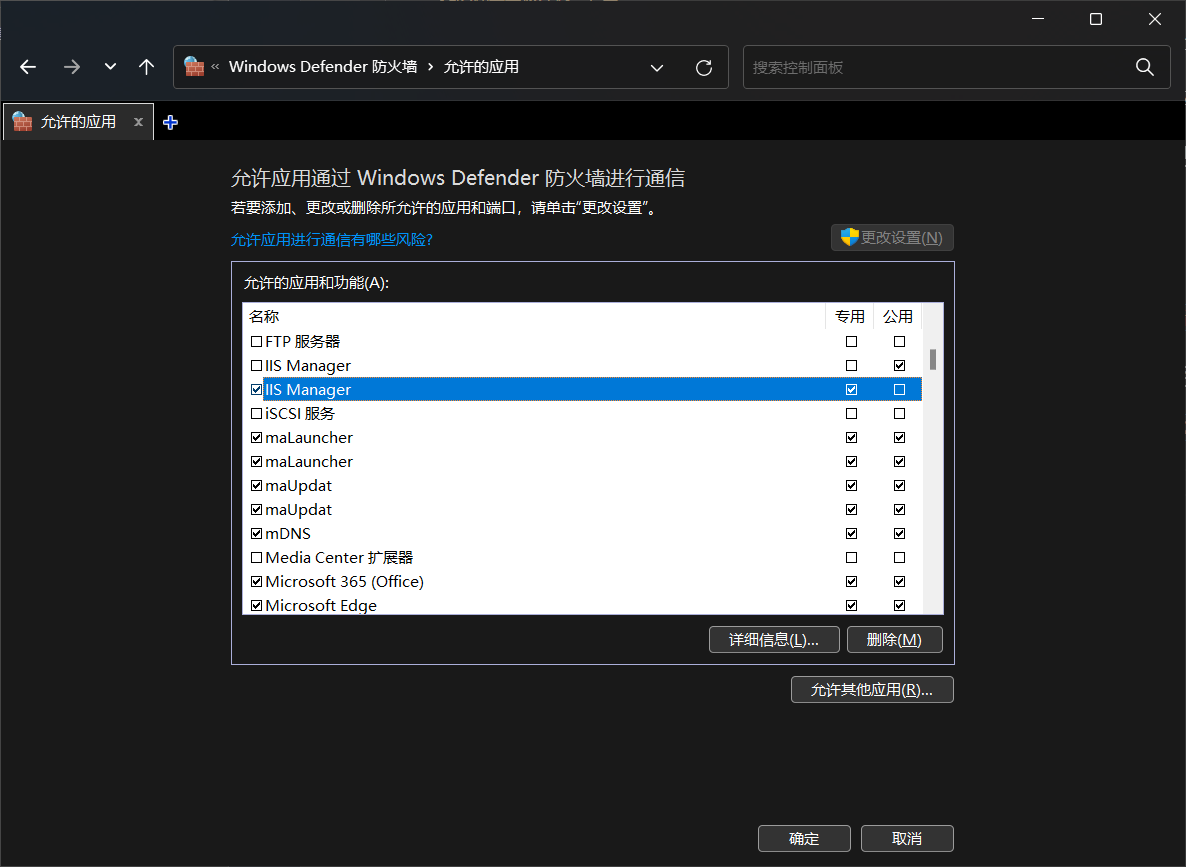 « Windows Defender 防火墙 › 允许的应用
搜索控制面板
允许的应用 x
允许应用通过 Windows Defender 防火墙进行通信
若要添加、更改或删除所允许的应用和端口，请单击“更改设置”。
允许应用进行通信有哪些风险?
更改设置(N)
允许的应用和功能(A):
名称 专用 公用
FTP 服务器
IIS Manager
IIS Manager
iSCSI 服务
maLauncher
maLauncher
maUpdat
maUpdat
mDNS
Media Center 扩展器
Microsoft 365 (Office)
Microsoft Edge
详细信息(L)... 删除(M)
允许其他应用(R)...
确定 取消